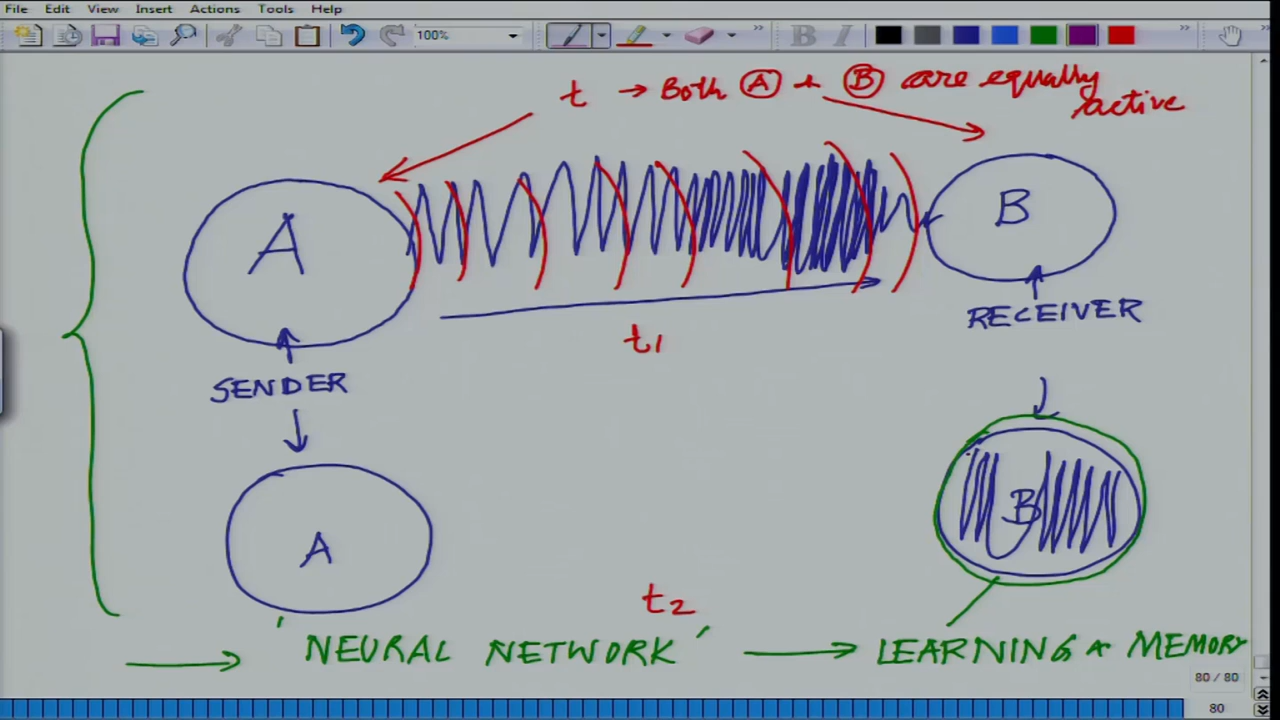 File Edit View Insert Actions Tools Help
100%
t → Both A + B are equally
active
A
B
RECEIVER
t1
SENDER
A
B
t2
' NEURAL NETWORK ' → LEARNING & MEMORY
80 / 80
80